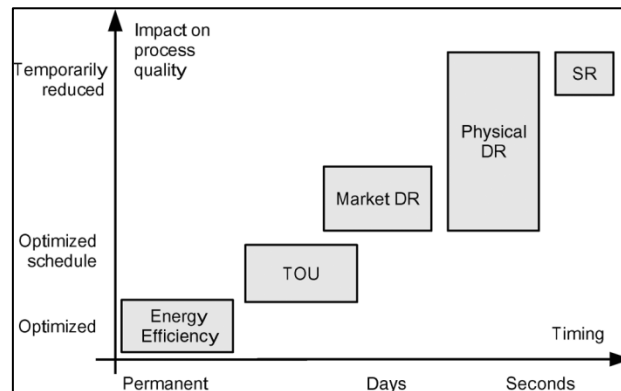 Impact on
process
quality
Temporarily
reduced
SR
Physical
DR
Market DR
Optimized
schedule
TOU
Energy
Efficiency
Optimized
Timing
Permanent
Days
Seconds